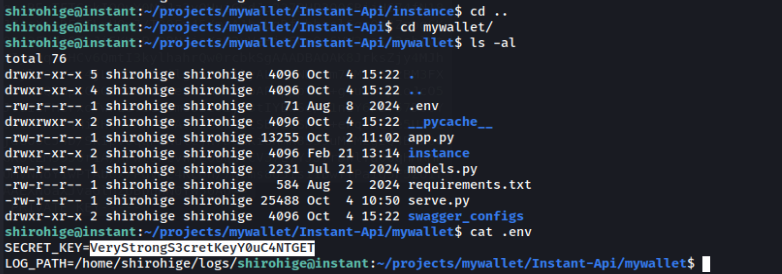 shirohige@instant:~/projects/mywallet/Instant-Api/instance$ cd ..
shirohige@instant:~/projects/mywallet/Instant-Api$ cd mywallet/
shirohige@instant:~/projects/mywallet/Instant-Api/mywallet$ ls -al
total 76
drwxr-xr-x 5 shirohige shirohige  4096 Oct  4 15:22 .
drwxr-xr-x 4 shirohige shirohige  4096 Oct  4 15:22 ..
-rw-r--r-- 1 shirohige shirohige    71 Aug  8  2024 .env
drwxrwxr-x 2 shirohige shirohige  4096 Oct  4 15:22 __pycache__
-rw-r--r-- 1 shirohige shirohige 13255 Oct  2 11:02 app.py
drwxr-xr-x 2 shirohige shirohige  4096 Feb 21 13:14 instance
-rw-r--r-- 1 shirohige shirohige  2231 Jul 21  2024 models.py
-rw-r--r-- 1 shirohige shirohige   584 Aug  2  2024 requirements.txt
-rw-r--r-- 1 shirohige shirohige 25488 Oct  4 10:50 serve.py
drwxr-xr-x 2 shirohige shirohige  4096 Oct  4 15:22 swagger_configs
shirohige@instant:~/projects/mywallet/Instant-Api/mywallet$ cat .env
SECRET_KEY=VeryStrongS3cretKeyY0uC4NTGET
LOG_PATH=/home/shirohige/logs/shirohige@instant:~/projects/mywallet/Instant-Api/mywallet$